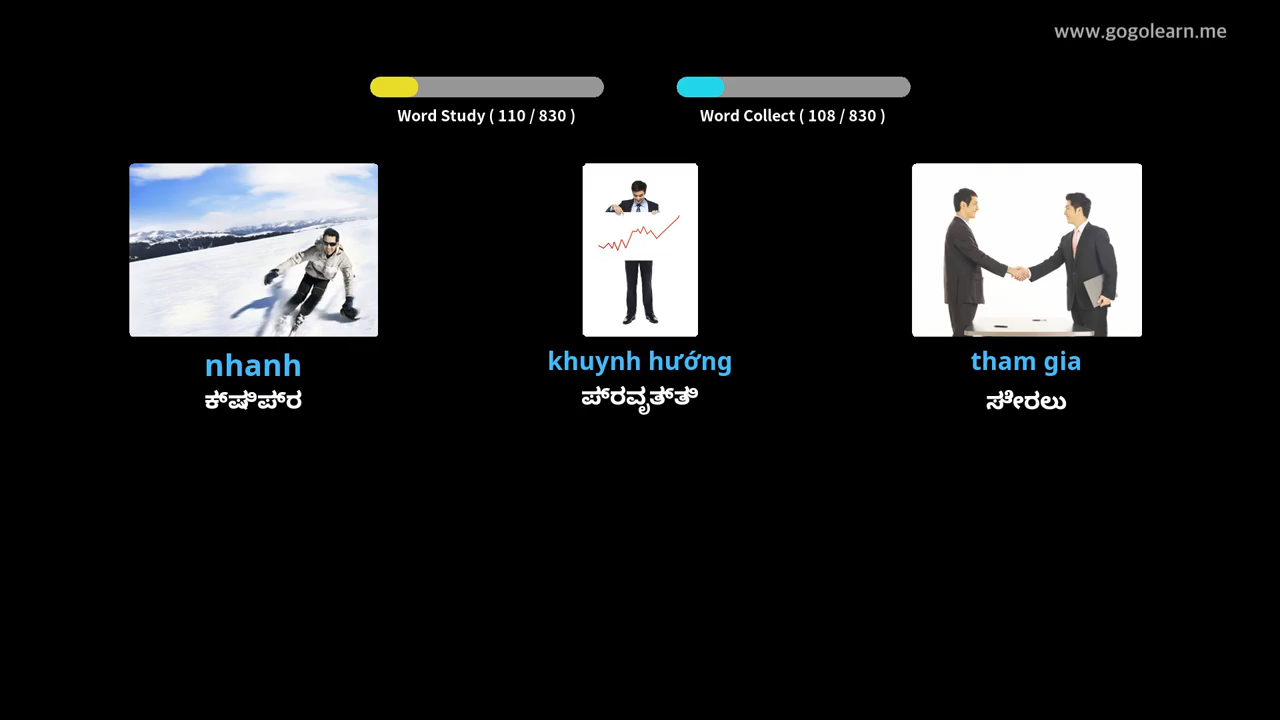 www.gogolearn.me
Word Study ( 110 / 830 )
Word Collect ( 108 / 830 )
nhanh
khuynh hướng
tham gia
ಕ್ಷಿಪ್ರ
ಪ್ರವೃತ್ತಿ
ಸೇರಲು